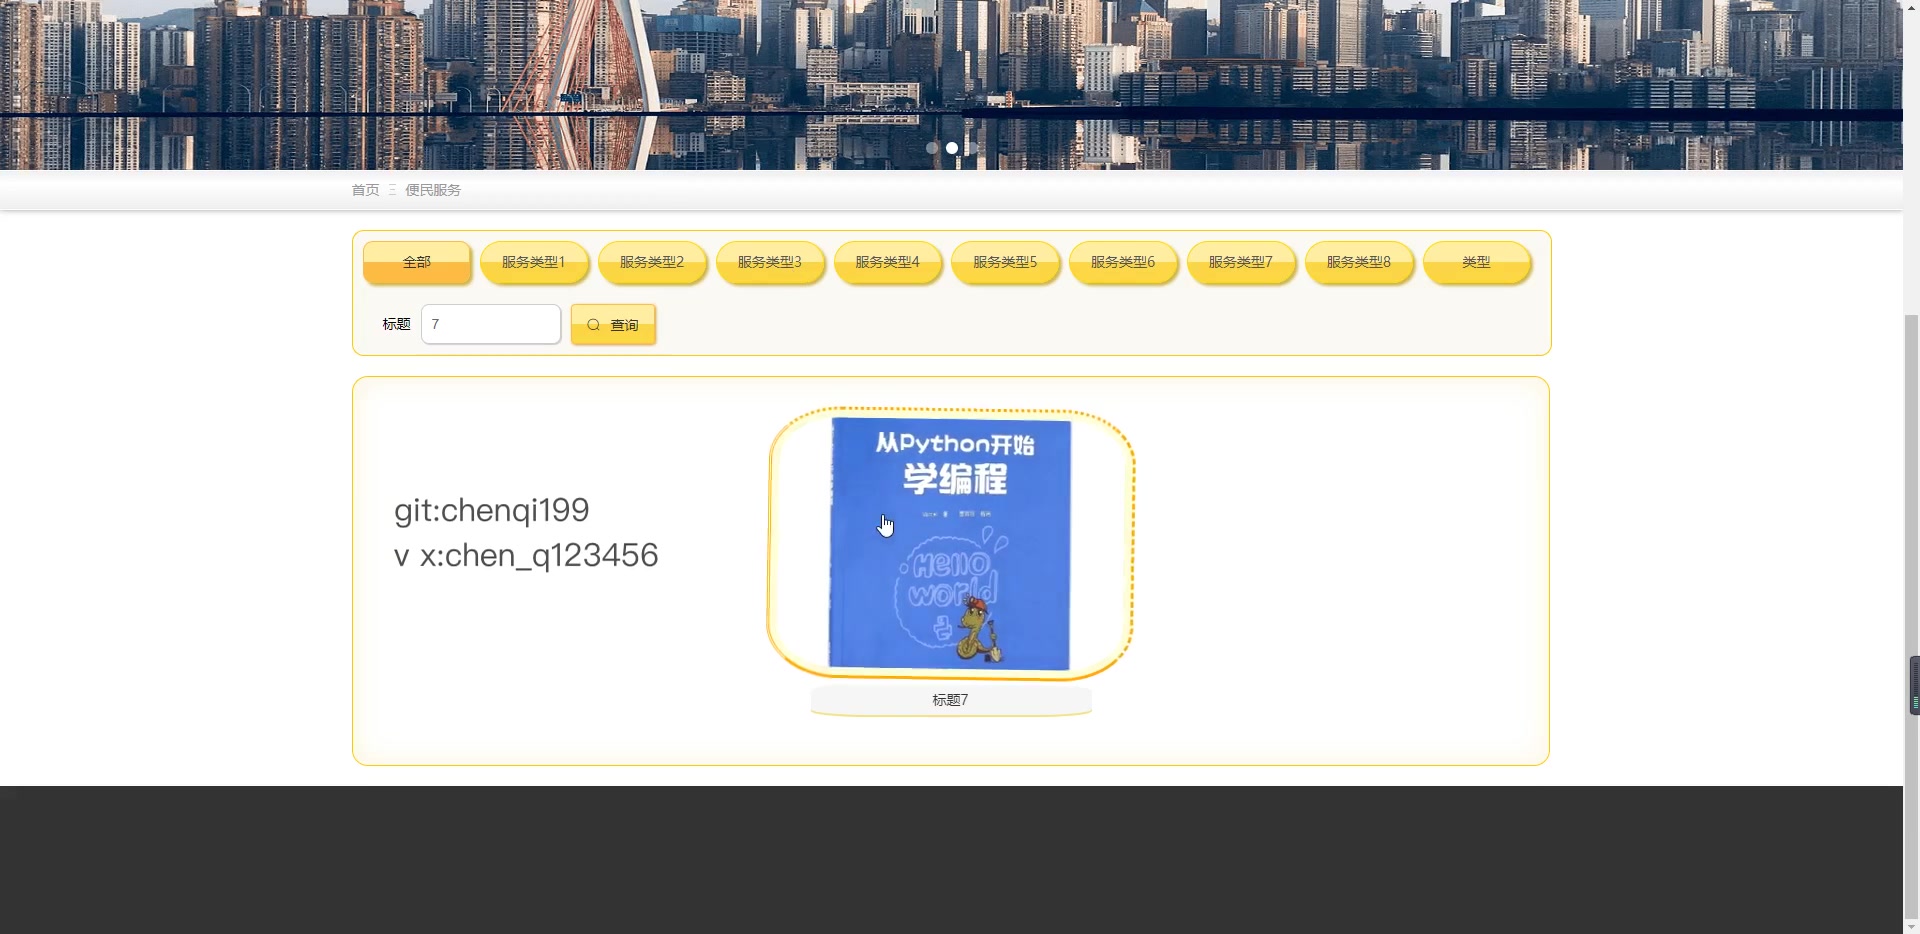 首页 便民服务
全部 服务类型1 服务类型2 服务类型3 服务类型4 服务类型5 服务类型6 服务类型7 服务类型8 类型
标题 7 查询
从Python开始
学编程
git:chenqi199
v x:chen_q123456
Hello
world
标题7